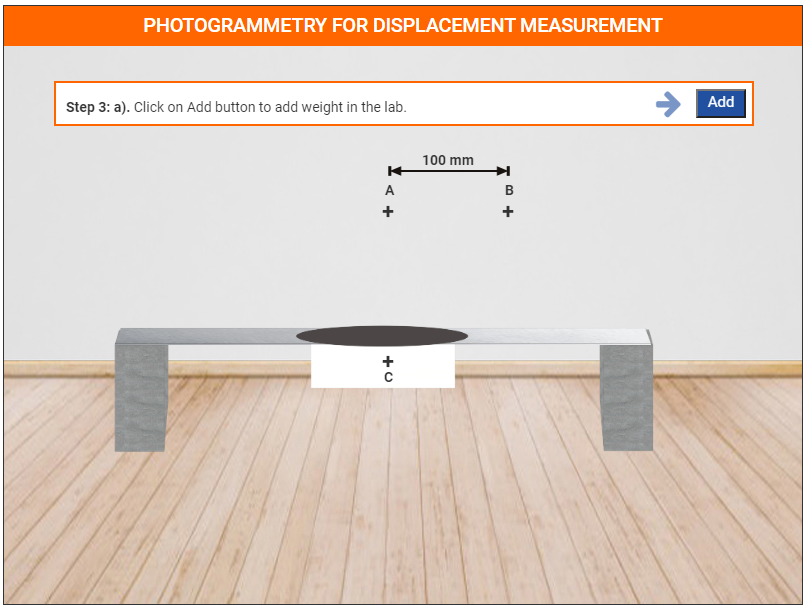 PHOTOGRAMMETRY FOR DISPLACEMENT MEASUREMENT
Step 3: a). Click on Add button to add weight in the lab.
Add
100 mm
A B
C